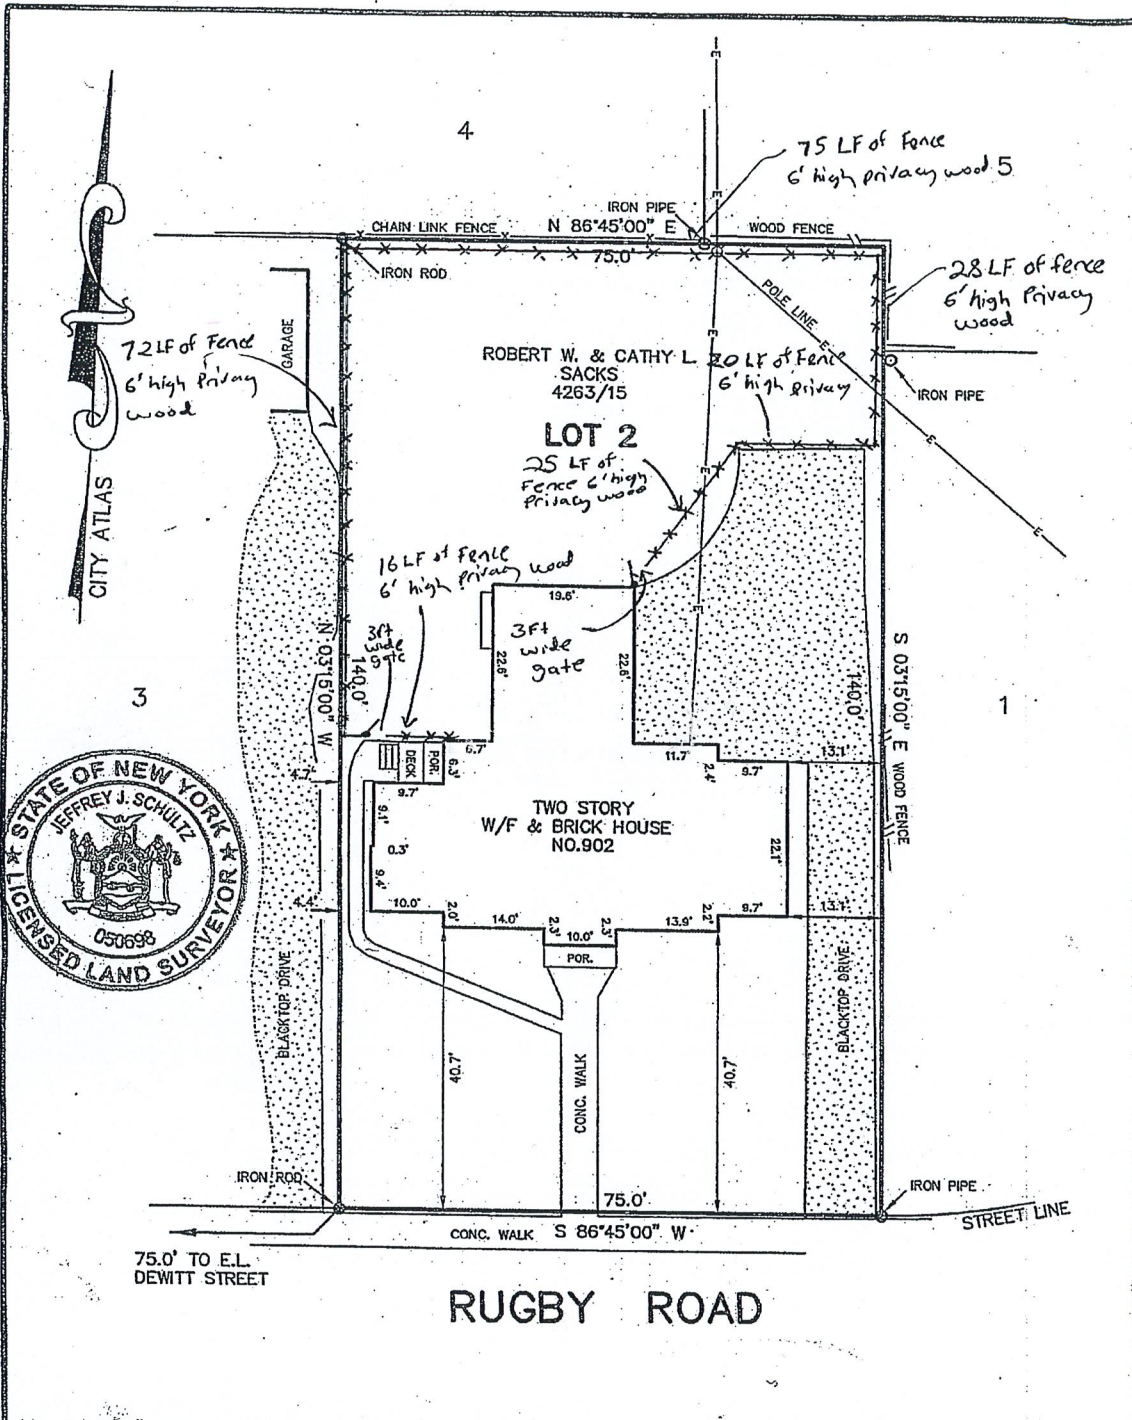 4
75 LF of Fence
6' high privacy wood
5
IRON PIPE
CHAIN LINK FENCE
N 86°45'00" E
WOOD FENCE
75.0'
IRON ROD
28 LF of fence
6' high Privacy
wood
POLE LINE
GARAGE
72 LF of Fence
6' high Privacy
wood
ROBERT W. & CATHY L.
SACKS
4263/15
20 LF of Fence
6' high privacy
IRON PIPE
LOT 2
25 LF of
Fence 6' high
Privacy wood
CITY ATLAS
16 LF of Fence
6' high privacy wood
19.6'
3ft
wide
gate
3Ft
wide
gate
22.6'
22.6'
N 03°15'00" W
140.0'
S 03°15'00" E
140.0'
3
1
WOOD FENCE
6.7'
11.7'
13.1'
DECK
POR.
6.3'
2.4'
9.7'
4.7'
9.7'
STATE OF NEW YORK
JEFFREY J. SCHULTZ
050698
LICENSED LAND SURVEYOR
9.1'
TWO STORY
W/F & BRICK HOUSE
NO.902
0.3'
22.1'
9.4'
4.4'
10.0'
2.0'
14.0'
2.3'
10.0'
2.3'
13.9'
2.2'
9.7'
13.1'
POR.
BLACKTOP DRIVE
BLACKTOP DRIVE
40.7'
CONC. WALK
40.7'
IRON ROD
75.0'
IRON PIPE
STREET LINE
CONC. WALK
S 86°45'00" W
75.0' TO E.L.
DEWITT STREET
RUGBY ROAD
E
E
E
E
E
E
E
E
E